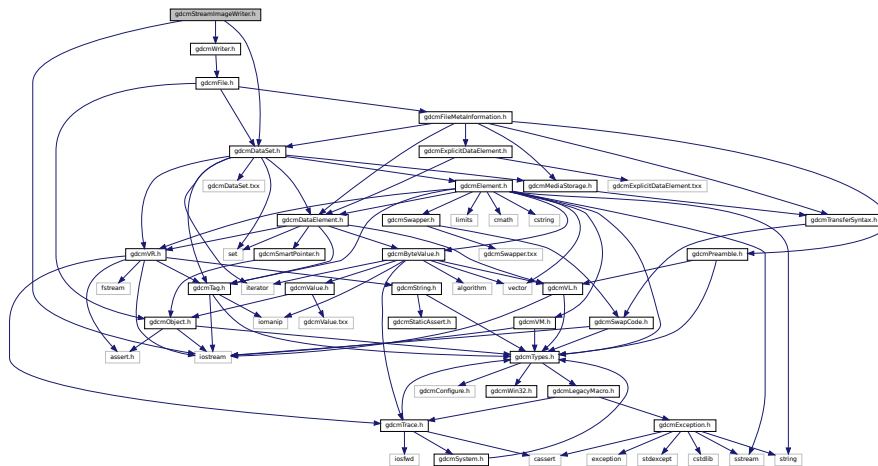 gdcmStreamImageWriter.h
gdcmWriter.h
gdcmFile.h
gdcmFileMetaInformation.h
gdcmDataSet.h
gdcmExplicitDataElement.h
gdcmDataSet.txx
gdcmElement.h
gdcmMediaStorage.h
gdcmExplicitDataElement.txx
gdcmDataElement.h
gdcmSwapper.h
limits
cmath
cstring
gdcmTransferSyntax.h
gdcmVR.h
set
gdcmSmartPointer.h
gdcmByteValue.h
gdcmSwapper.txx
gdcmPreamble.h
fstream
gdcmTag.h
iterator
gdcmValue.h
gdcmString.h
algorithm
vector
gdcmVL.h
gdcmObject.h
iomanip
gdcmValue.txx
gdcmStaticAssert.h
gdcmVM.h
gdcmSwapCode.h
assert.h
iostream
gdcmTypes.h
gdcmConfigure.h
gdcmWin32.h
gdcmLegacyMacro.h
gdcmTrace.h
gdcmException.h
iosfwd
gdcmSystem.h
cassert
exception
stdexcept
cstdlib
sstream
string